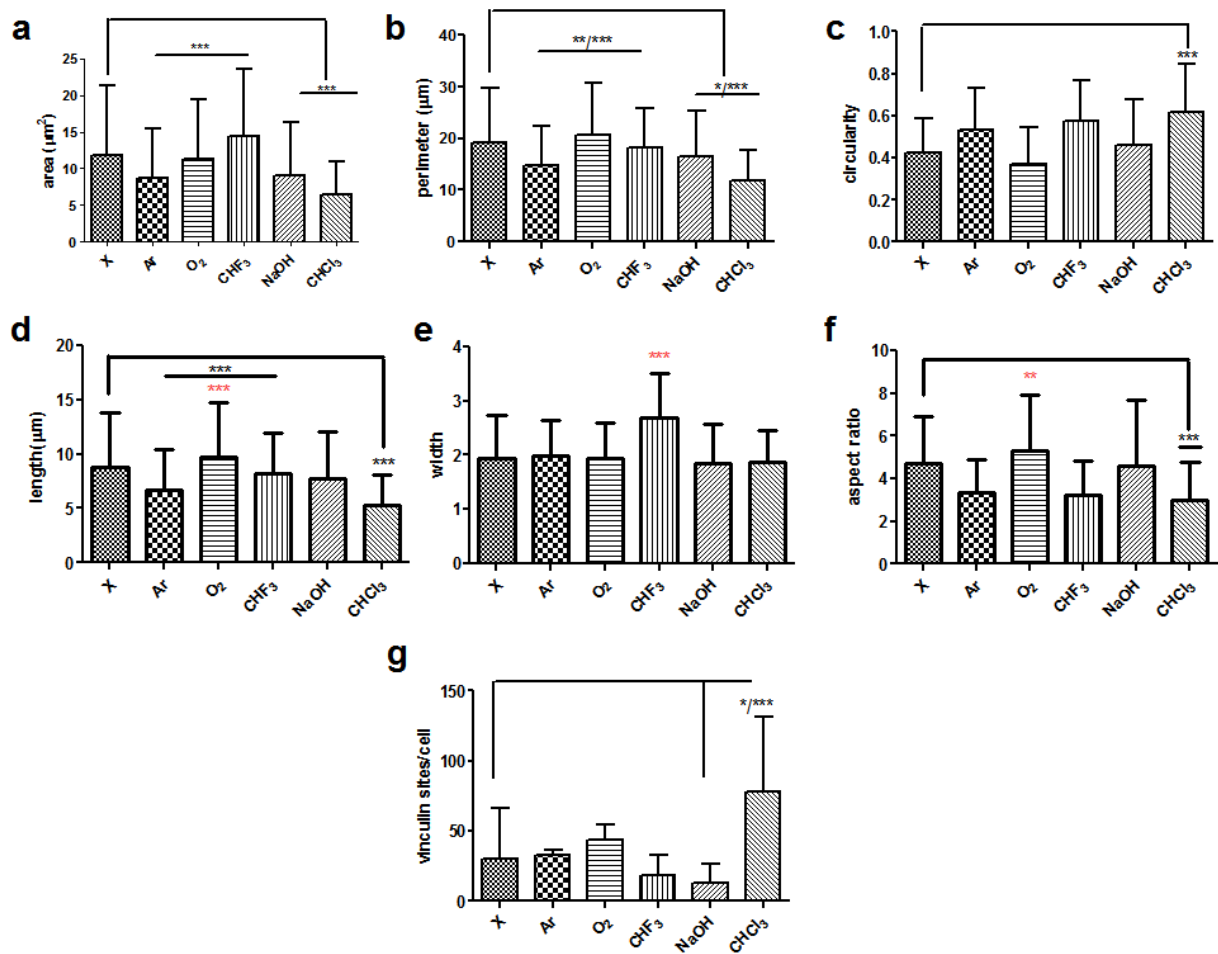 a
***
***
area (μm²)
25
20
15
10
5
0
X
Ar
O₂
CHF₃
NaOH
CHCl₃
b
**/***
*/***
perimeter (μm)
40
30
20
10
0
X
Ar
O₂
CHF₃
NaOH
CHCl₃
c
***
circularity
1.0
0.8
0.6
0.4
0.2
0.0
X
Ar
O₂
CHF₃
NaOH
CHCl₃
d
***
***
***
length(μm)
20
15
10
5
0
X
Ar
O₂
CHF₃
NaOH
CHCl₃
e
***
width
4
3
2
1
0
X
Ar
O₂
CHF₃
NaOH
CHCl₃
f
**
***
aspect ratio
10
8
6
4
2
0
X
Ar
O₂
CHF₃
NaOH
CHCl₃
g
*/***
vinculin sites/cell
150
100
50
0
X
Ar
O₂
CHF₃
NaOH
CHCl₃